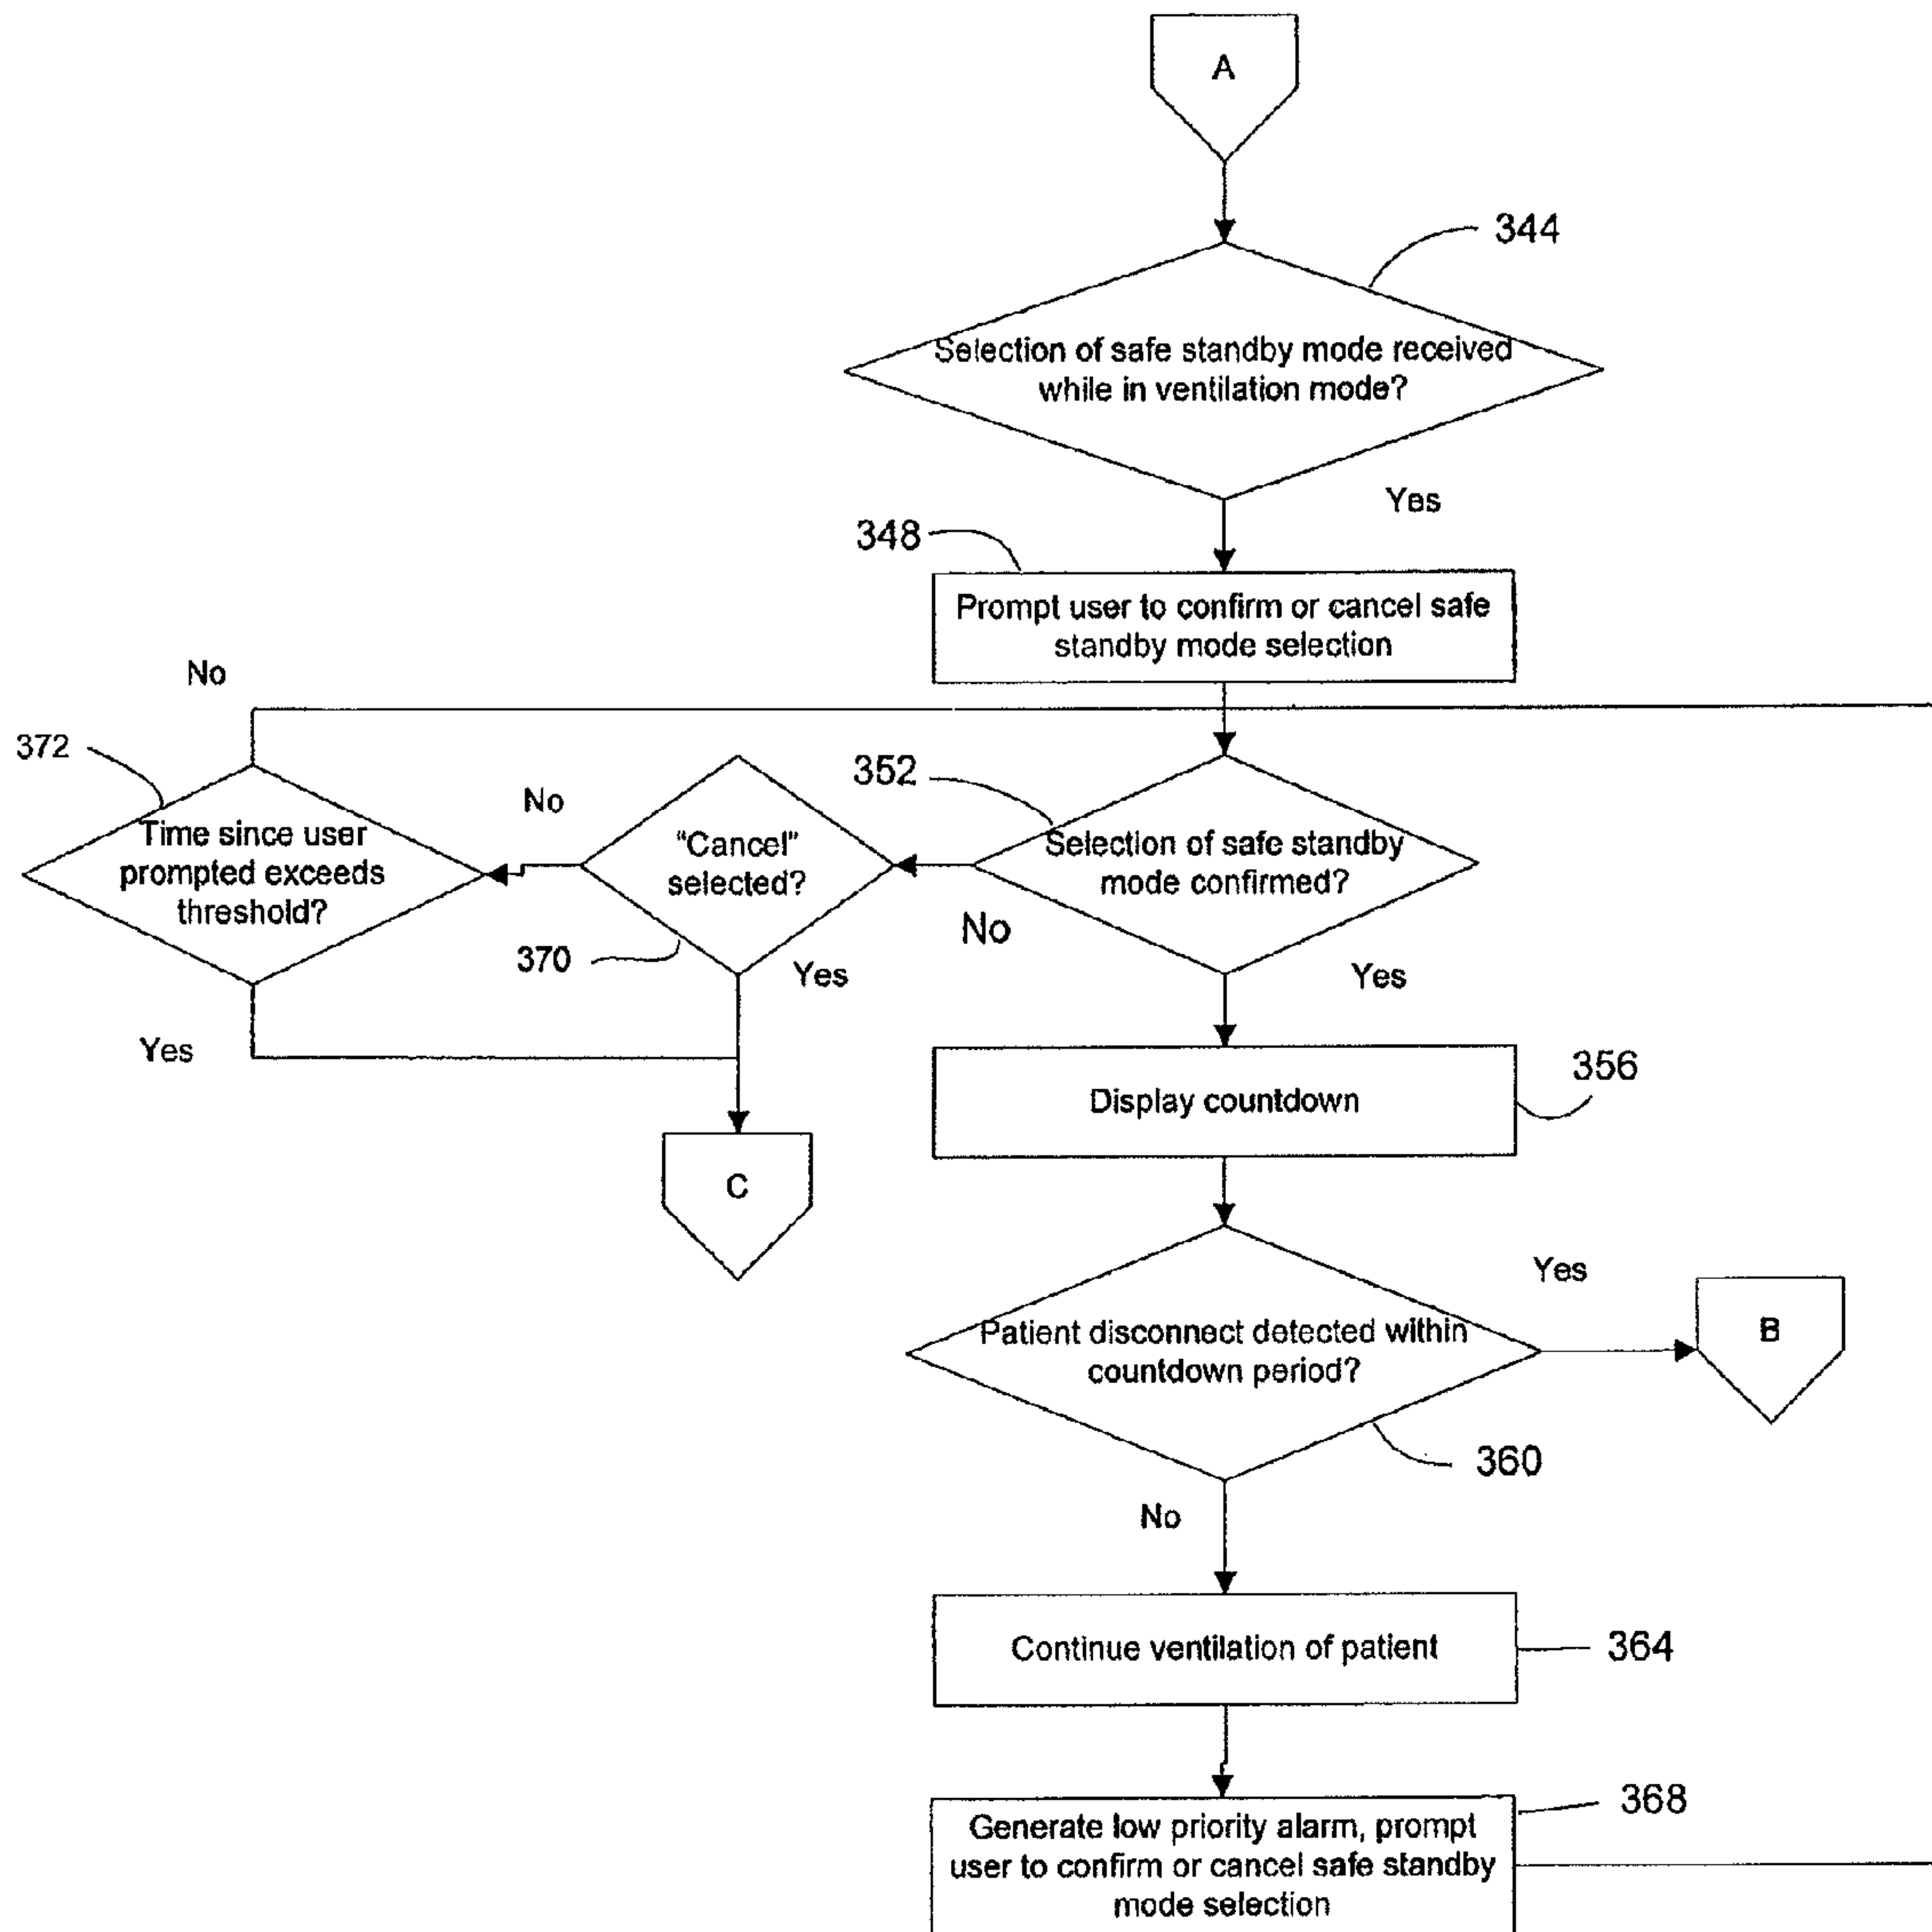 A
344
Selection of safe standby mode received
while in ventilation mode?
Yes
348
Prompt user to confirm or cancel safe
standby mode selection
No
372
Time since user
prompted exceeds
threshold?
Yes
No
"Cancel"
selected?
370
Yes
352
Selection of safe standby
mode confirmed?
No
Yes
Display countdown
356
C
Patient disconnect detected within
countdown period?
Yes
B
360
No
Continue ventilation of patient
364
Generate low priority alarm, prompt
user to confirm or cancel safe standby
mode selection
368